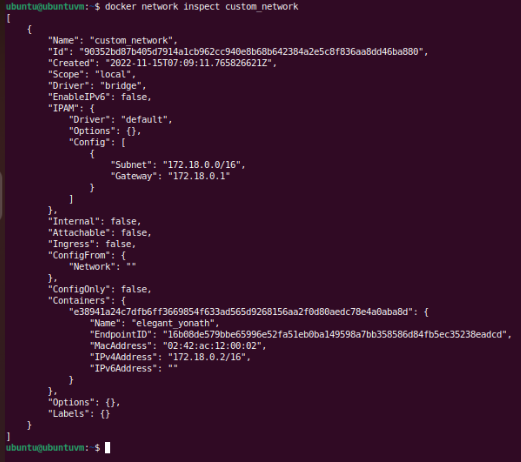 ubuntu@ubuntuvm:~$ docker network inspect custom_network
[
    {
        "Name": "custom_network",
        "Id": "90352bd87b405d7914a1cb962cc940e8b68b642384a2e5c8f836aa8dd46ba880",
        "Created": "2022-11-15T07:09:11.765826621Z",
        "Scope": "local",
        "Driver": "bridge",
        "EnableIPv6": false,
        "IPAM": {
            "Driver": "default",
            "Options": {},
            "Config": [
                {
                    "Subnet": "172.18.0.0/16",
                    "Gateway": "172.18.0.1"
                }
            ]
        },
        "Internal": false,
        "Attachable": false,
        "Ingress": false,
        "ConfigFrom": {
            "Network": ""
        },
        "ConfigOnly": false,
        "Containers": {
            "e38941a24c7dfb6ff3669854f633ad565d9268156aa2f0d80aedc78e4a0aba8d": {
                "Name": "elegant_yonath",
                "EndpointID": "16b08de579bbe65996e52fa51eb0ba149598a7bb358586d84fb5ec35238eadcd",
                "MacAddress": "02:42:ac:12:00:02",
                "IPv4Address": "172.18.0.2/16",
                "IPv6Address": ""
            }
        },
        "Options": {},
        "Labels": {}
    }
]
ubuntu@ubuntuvm:~$